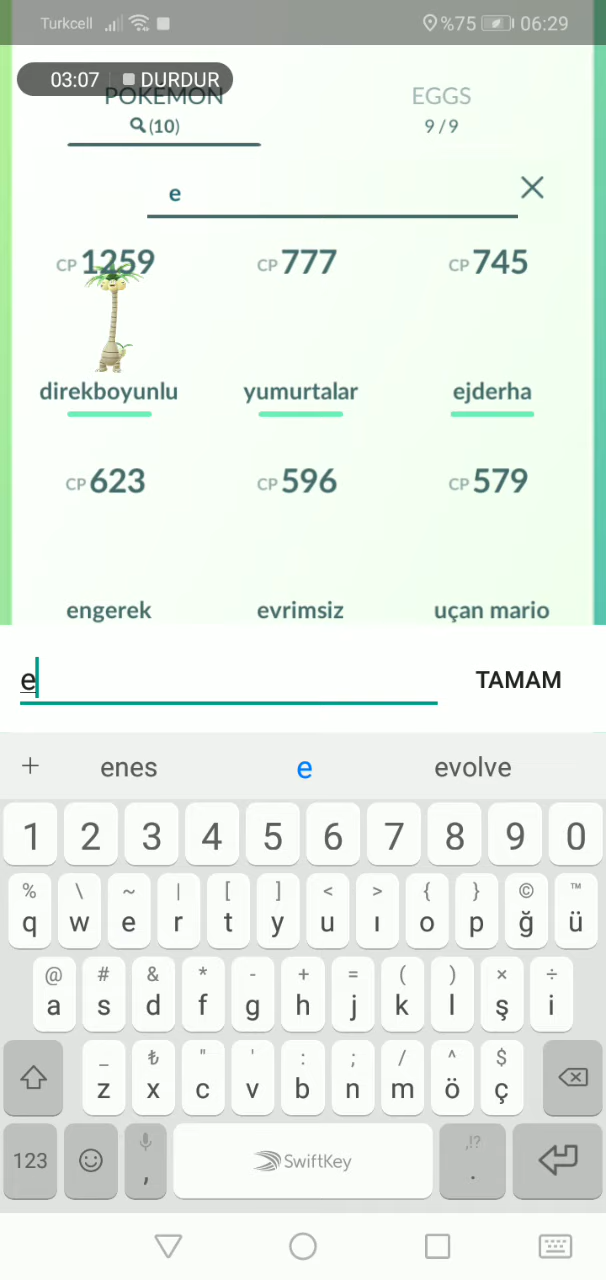 Turkcell %75 06:29
03:07 DURDUR
POKÉMON EGGS
(10) 9 / 9
e
CP 1259 CP 777 CP 745
direkboyunlu yumurtalar ejderha
CP 623 CP 596 CP 579
engerek evrimsiz uçan mario
e TAMAM
+ enes e evolve
1 2 3 4 5 6 7 8 9 0
% \ ~ | [ ] < > { } © ™
q w e r t y u ı o p ğ ü
@ # & * - + = ( ) × ÷
a s d f g h j k l ş i
_ ₺ " ' : ; / ^ $
z x c v b n m ö ç
,!?
123 , SwiftKey .